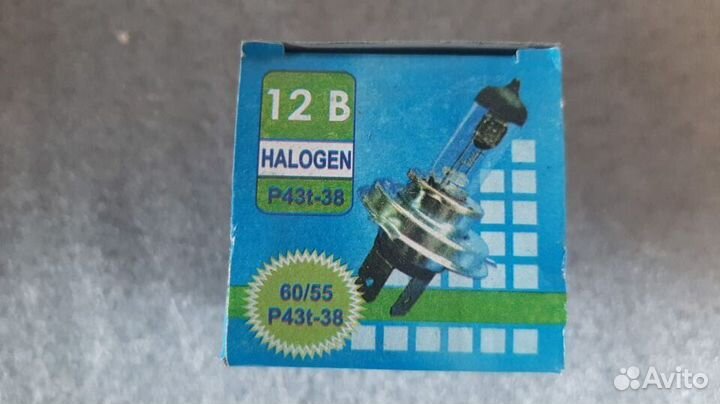 12 В
HALOGEN
P43t-38
60/55
P43t-38
Avito